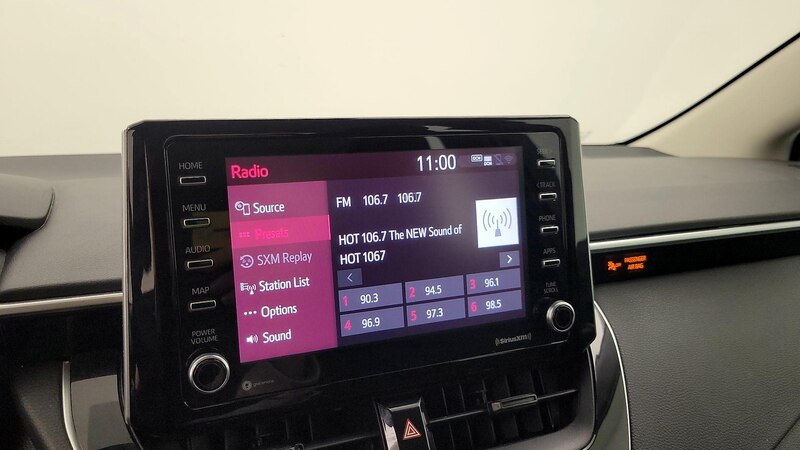 HOME
MENU
AUDIO
MAP
POWER
VOLUME
Radio
11:00
Source
Presets
SXM Replay
Station List
Options
Sound
FM 106.7 106.7
HOT 106.7 The NEW Sound of
HOT 1067
1 90.3
2 94.5
3 96.1
4 96.9
5 97.3
6 98.5
TRACK
PHONE
APPS
TUNE
SCROLL
SiriusXM
PASSENGER
AIR BAG